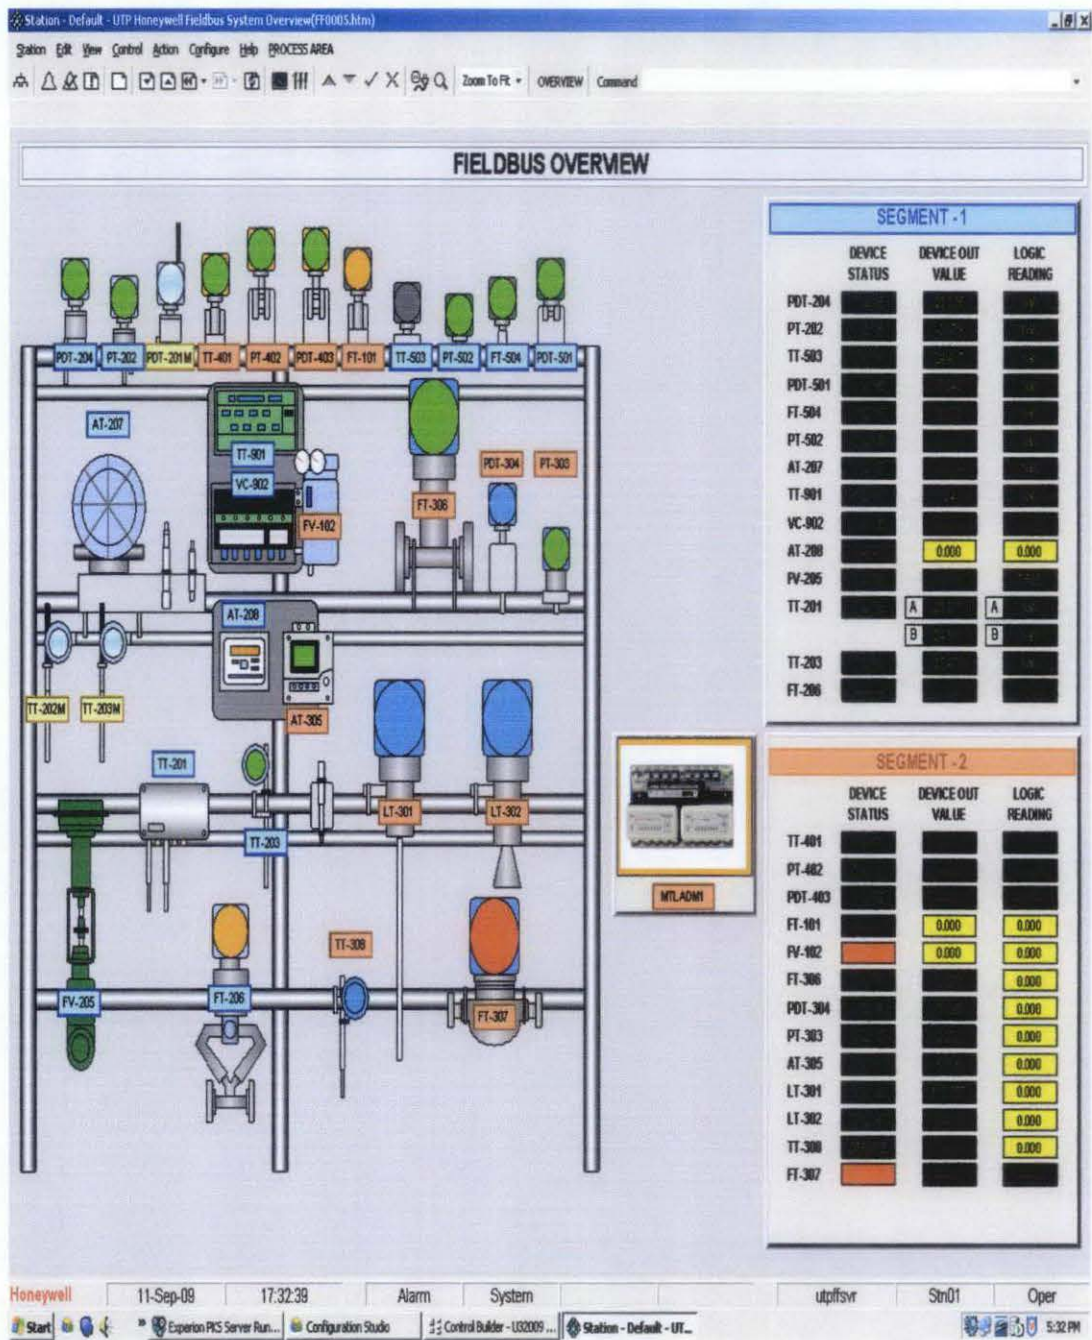 Station - Default - UTP Honeywell Fieldbus System Overview(FF0005.htm)
Station Edit View Control Action Configure Help PROCESS AREA
Zoom To Fit OVERVIEW Command
FIELDBUS OVERVIEW
PDT-204 PT-202 PDT-201M TT-401 PT-402 PDT-403 FT-101 TT-503 PT-502 FT-504 PDT-501
AT-207
TT-901
VC-902
FV-102
FT-306
PDT-304 PT-303
AT-208
AT-305
TT-202M TT-203M
TT-201
LT-301 LT-302
TT-203
TT-308
FV-205
FT-206
FT-307
MTLADM1
SEGMENT -1
DEVICE STATUS DEVICE OUT VALUE LOGIC READING
PDT-204
PT-202
TT-503
PDT-501
FT-504
PT-502
AT-207
TT-901
VC-902
AT-208 0.000 0.000
FV-205
TT-201 A A
B B
TT-203
FT-206
SEGMENT -2
DEVICE STATUS DEVICE OUT VALUE LOGIC READING
TT-401
PT-402
PDT-403
FT-101 0.000 0.000
FV-102 0.000 0.000
FT-306 0.000
PDT-304 0.000
PT-303 0.000
AT-305 0.000
LT-301 0.000
LT-302 0.000
TT-308 0.000
FT-307
Honeywell 11-Sep-09 17:32:39 Alarm System utpffsvr Stn01 Oper
Start Experion PKS Server Run... Configuration Studio Control Builder - U32009 ... Station - Default - UT... 5:32 PM